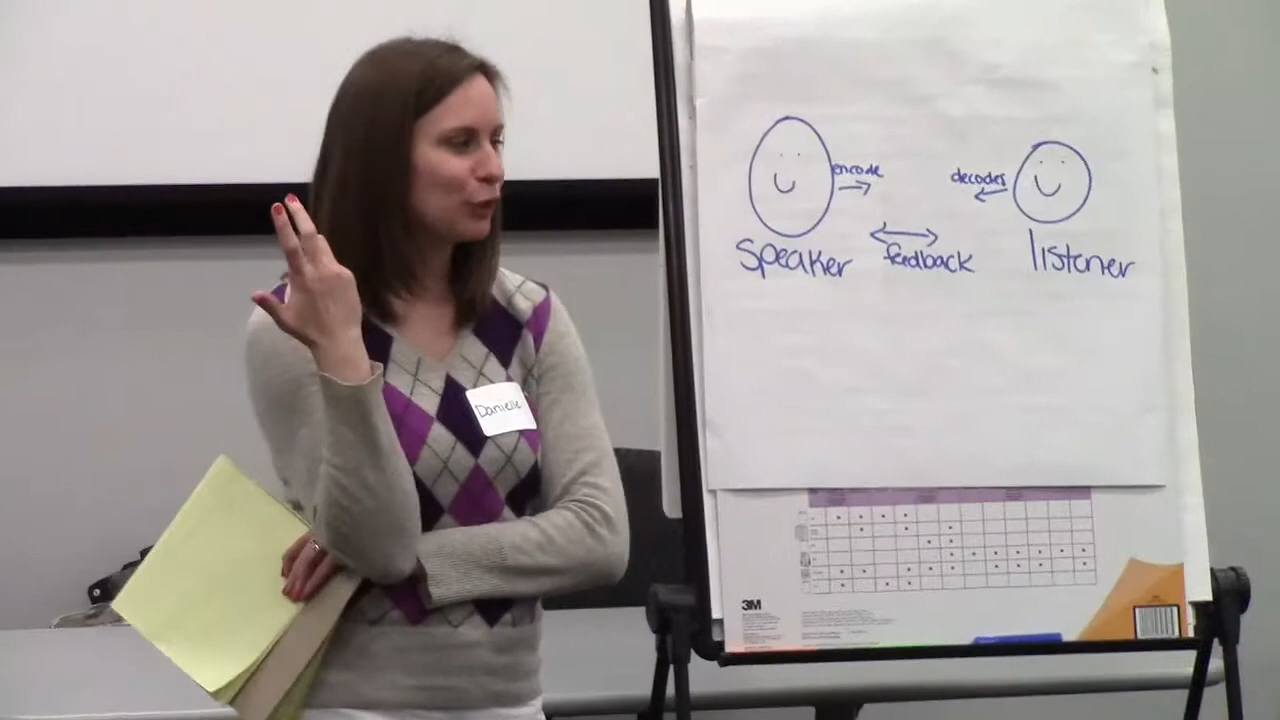 encode
decodes
speaker
feedback
listener
Danielle
3M